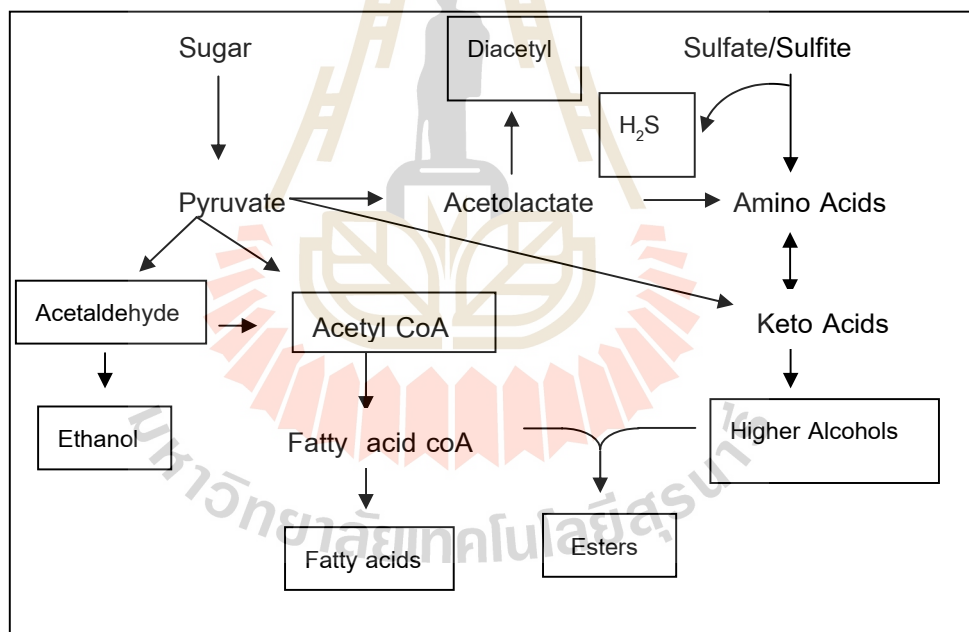 Sugar
Diacetyl
Sulfate/Sulfite
H₂S
Pyruvate
Acetolactate
Amino Acids
Acetaldehyde
Acetyl CoA
Keto Acids
Ethanol
Fatty acid coA
Higher Alcohols
Fatty acids
Esters
มหาวิทยาลัยเทคโนโลยีสุรนารี